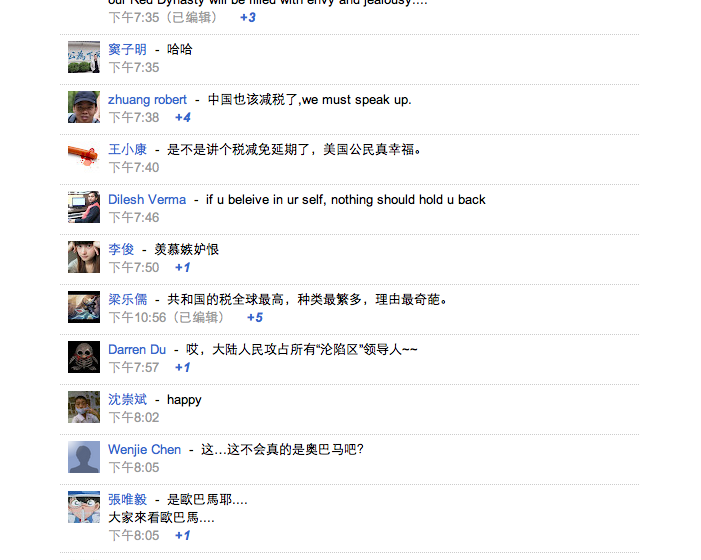 our Red Dynasty will be filled with envy and jealousy....
下午7:35（已编辑） +3
窦子明 - 哈哈
下午7:35
zhuang robert - 中国也该减税了,we must speak up.
下午7:38 +4
王小康 - 是不是讲个税减免延期了，美国公民真幸福。
下午7:40
Dilesh Verma - if u beleive in ur self, nothing should hold u back
下午7:46
李俊 - 羡慕嫉妒恨
下午7:50 +1
梁乐儒 - 共和国的税全球最高，种类最繁多，理由最奇葩。
下午10:56（已编辑） +5
Darren Du - 哎，大陆人民攻占所有“沦陷区”领导人~~
下午7:57 +1
沈崇斌 - happy
下午8:02
Wenjie Chen - 这...这不会真的是奥巴马吧?
下午8:05
張唯毅 - 是歐巴馬耶....
大家來看歐巴馬....
下午8:05 +1